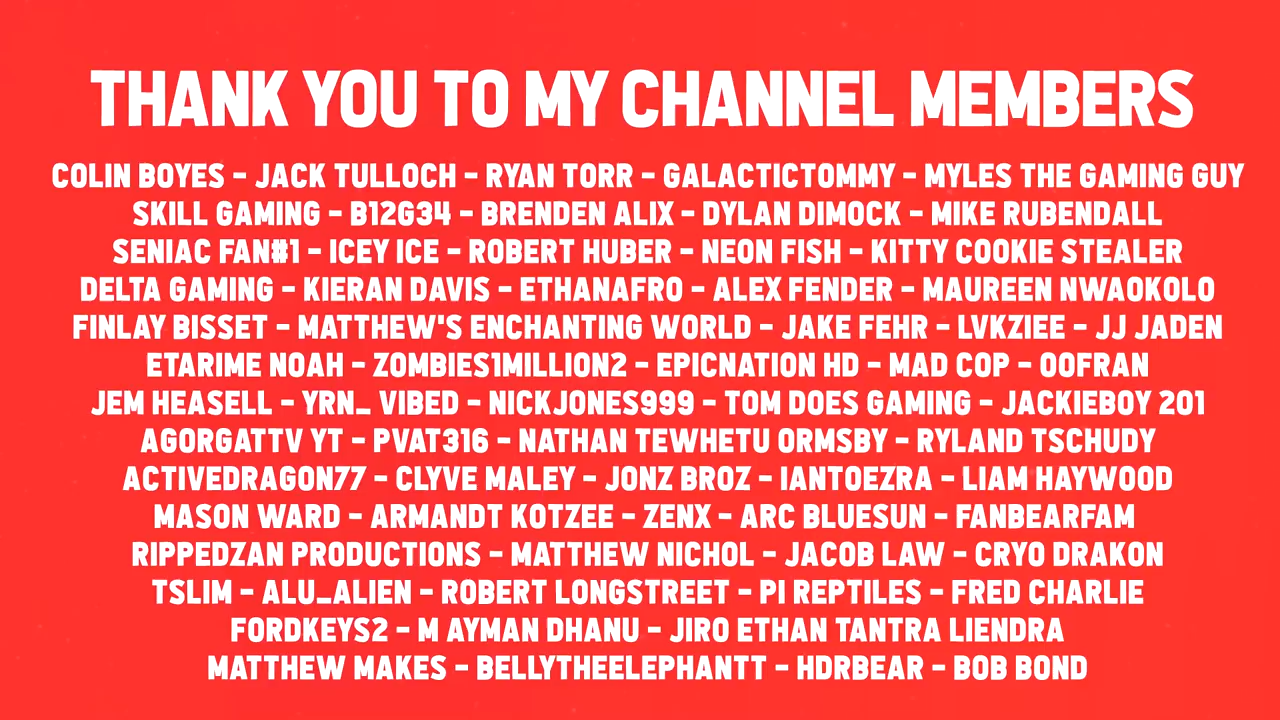 THANK YOU TO MY CHANNEL MEMBERS
COLIN BOYES - JACK TULLOCH - RYAN TORR - GALACTICTOMMY - MYLES THE GAMING GUY
SKILL GAMING - B12G34 - BRENDEN ALIX - DYLAN DIMOCK - MIKE RUBENDALL
SENIAC FAN#1 - ICEY ICE - ROBERT HUBER - NEON FISH - KITTY COOKIE STEALER
DELTA GAMING - KIERAN DAVIS - ETHANAFRO - ALEX FENDER - MAUREEN NWAOKOLO
FINLAY BISSET - MATTHEW'S ENCHANTING WORLD - JAKE FEHR - LVKZIEE - JJ JADEN
ETARIME NOAH - ZOMBIES1MILLION2 - EPICNATION HD - MAD COP - OOFRAN
JEM HEASELL - YRN_ VIBED - NICKJONES999 - TOM DOES GAMING - JACKIEBOY 201
AGORGATTV YT - PVAT316 - NATHAN TEWHETU ORMSBY - RYLAND TSCHUDY
ACTIVEDRAGON77 - CLYVE MALEY - JONZ BROZ - IANTOEZRA - LIAM HAYWOOD
MASON WARD - ARMANDT KOTZEE - ZENX - ARC BLUESUN - FANBEARFAM
RIPPEDZAN PRODUCTIONS - MATTHEW NICHOL - JACOB LAW - CRYO DRAKON
TSLIM - ALU_ALIEN - ROBERT LONGSTREET - PI REPTILES - FRED CHARLIE
FORDKEYS2 - M AYMAN DHANU - JIRO ETHAN TANTRA LIENDRA
MATTHEW MAKES - BELLYTHEELEPHANTT - HDRBEAR - BOB BOND